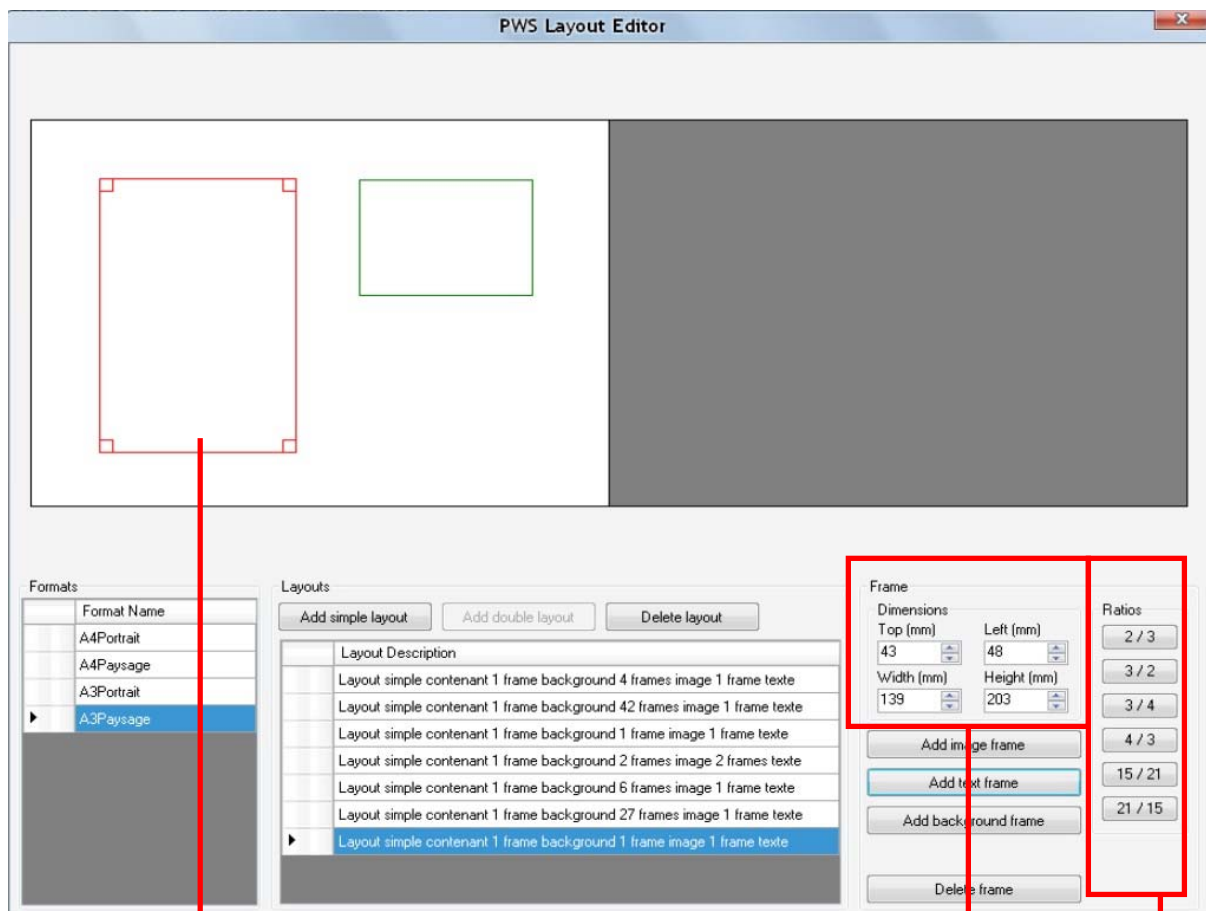 PWS Layout Editor
Formats
Format Name
A4Portrait
A4Paysage
A3Portrait
A3Paysage
Layouts
Add simple layout
Add double layout
Delete layout
Layout Description
Layout simple contenant 1 frame background 4 frames image 1 frame texte
Layout simple contenant 1 frame background 42 frames image 1 frame texte
Layout simple contenant 1 frame background 1 frame image 1 frame texte
Layout simple contenant 1 frame background 2 frames image 2 frames texte
Layout simple contenant 1 frame background 6 frames image 1 frame texte
Layout simple contenant 1 frame background 27 frames image 1 frame texte
Layout simple contenant 1 frame background 1 frame image 1 frame texte
Frame
Dimensions
Top (mm) Left (mm)
43 48
Width (mm) Height (mm)
139 203
Add image frame
Add text frame
Add background frame
Delete frame
Ratios
2 / 3
3 / 2
3 / 4
4 / 3
15 / 21
21 / 15